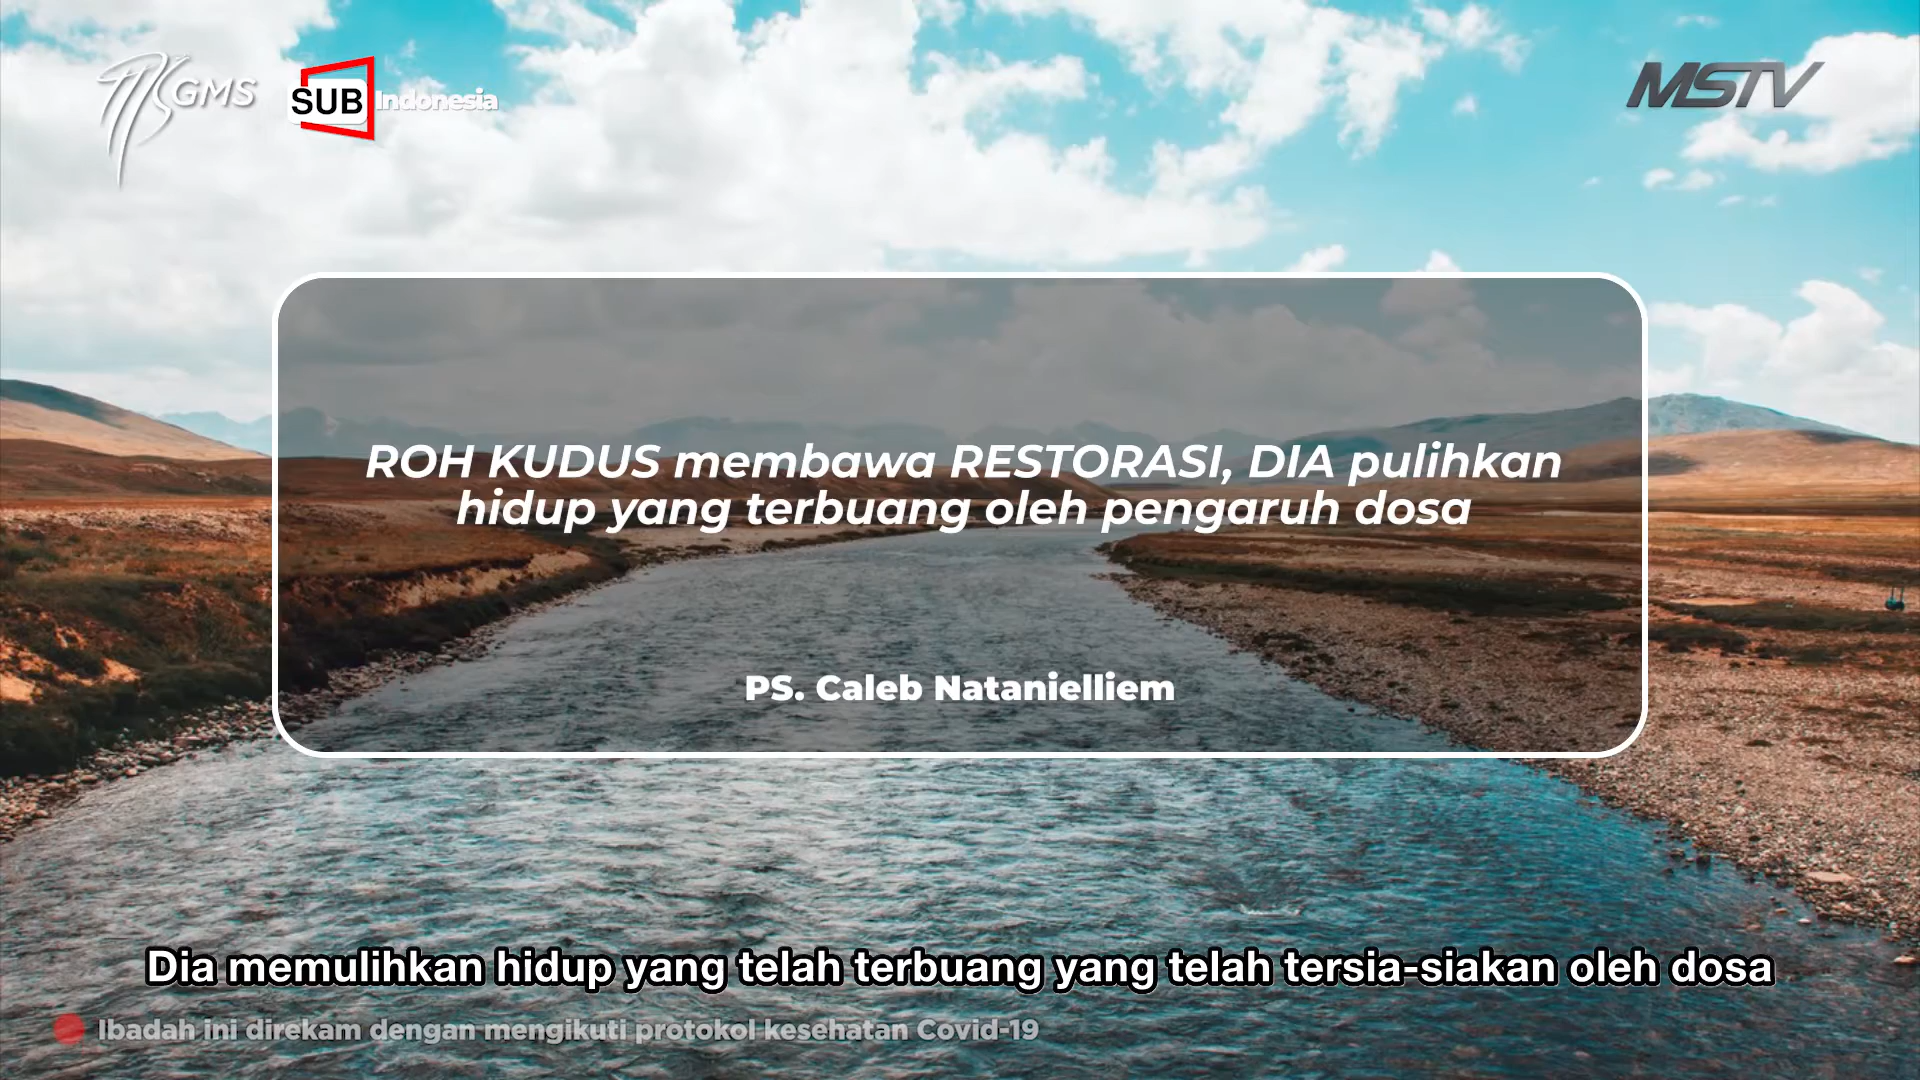 GMS
SUB Indonesia
MSTV
ROH KUDUS membawa RESTORASI, DIA pulihkan
hidup yang terbuang oleh pengaruh dosa
PS. Caleb Natanielliem
Dia memulihkan hidup yang telah terbuang yang telah tersia-siakan oleh dosa
Ibadah ini direkam dengan mengikuti protokol kesehatan Covid-19